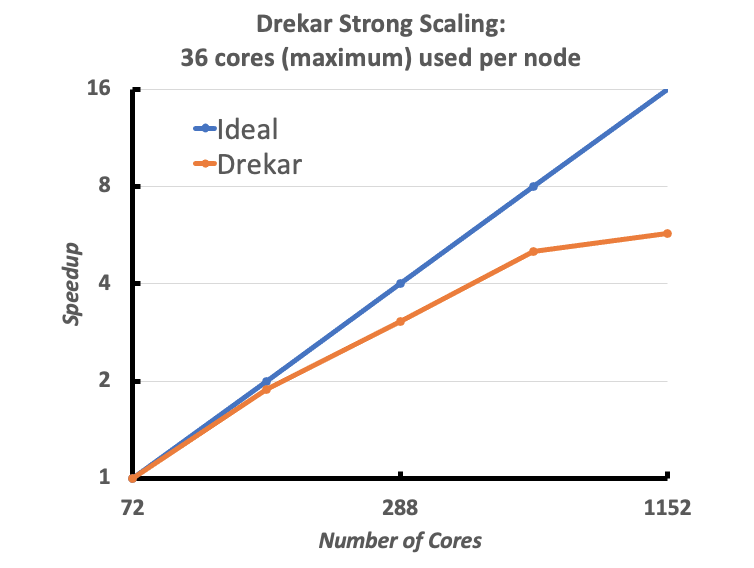 Drekar Strong Scaling:
36 cores (maximum) used per node
16
Ideal
Drekar
8
4
Speedup
2
1
72
288
1152
Number of Cores